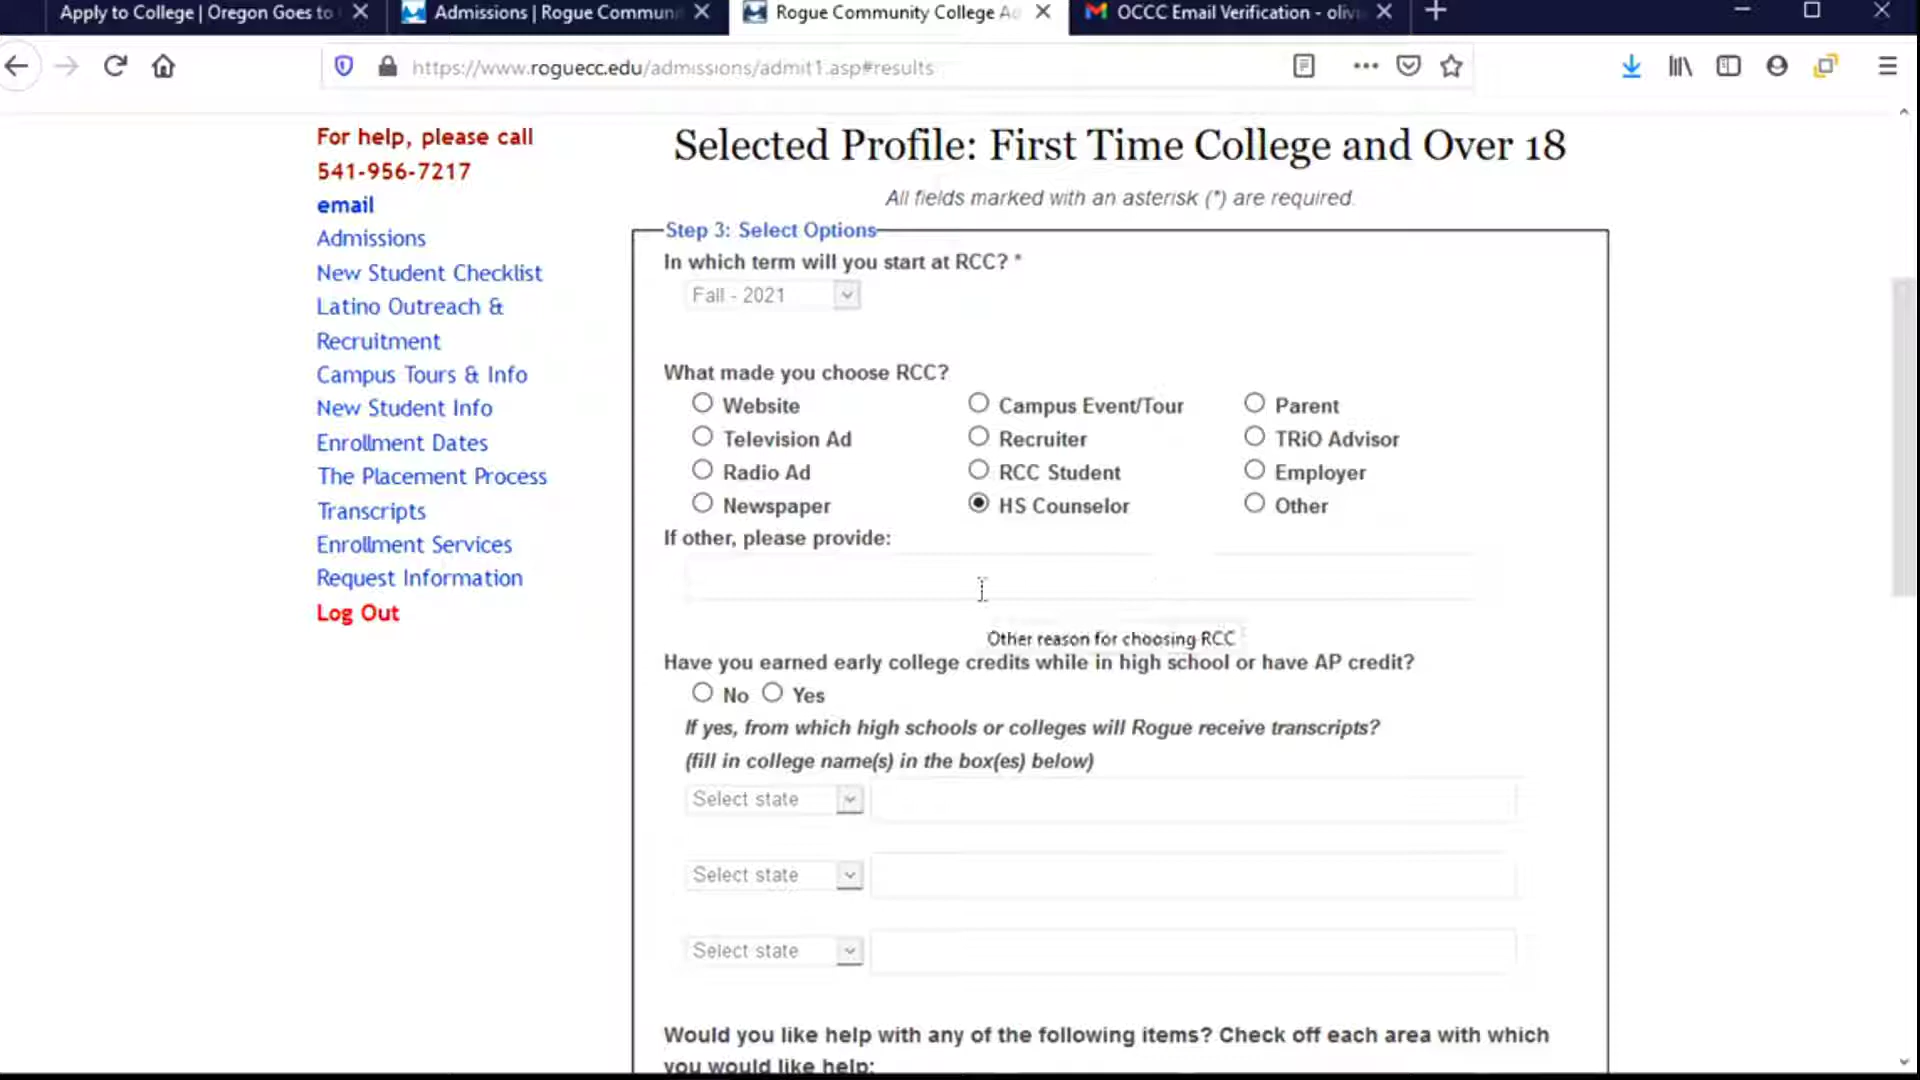 Apply to College | Oregon Goes to
Admissions | Rogue Commun
Rogue Community College A
OCCC Email Verification - oliv
https://www.roguecc.edu/admissions/admit1.asp#results
For help, please call
541-956-7217
email
Admissions
New Student Checklist
Latino Outreach &
Recruitment
Campus Tours & Info
New Student Info
Enrollment Dates
The Placement Process
Transcripts
Enrollment Services
Request Information
Log Out
Selected Profile: First Time College and Over 18
All fields marked with an asterisk (*) are required.
Step 3: Select Options
In which term will you start at RCC? *
Fall - 2021
What made you choose RCC?
Website Campus Event/Tour Parent
Television Ad Recruiter TRiO Advisor
Radio Ad RCC Student Employer
Newspaper HS Counselor Other
If other, please provide:
Other reason for choosing RCC
Have you earned early college credits while in high school or have AP credit?
No Yes
If yes, from which high schools or colleges will Rogue receive transcripts?
(fill in college name(s) in the box(es) below)
Select state
Select state
Select state
Would you like help with any of the following items? Check off each area with which
you would like help: